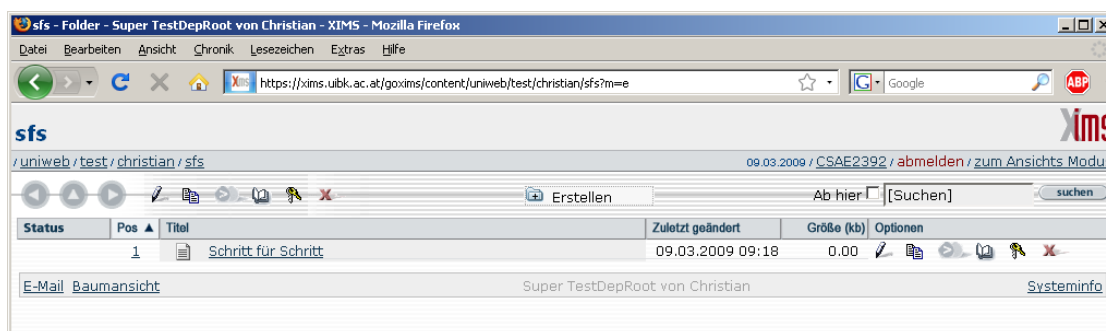 sfs - Folder - Super TestDepRoot von Christian - XIMS - Mozilla Firefox
Datei Bearbeiten Ansicht Chronik Lesezeichen Extras Hilfe
Xims https://xims.uibk.ac.at/goxims/content/uniweb/test/christian/sfs?m=e G Google ABP
sfs
Xims
/ uniweb / test / christian / sfs 09.03.2009 / CSAE2392 / abmelden / zum Ansichts Modu
Erstellen Ab hier [Suchen] suchen
Status Pos ▲ Titel Zuletzt geändert Größe (kb) Optionen
1 Schritt für Schritt 09.03.2009 09:18 0.00
E-Mail Baumansicht Super TestDepRoot von Christian Systeminfo